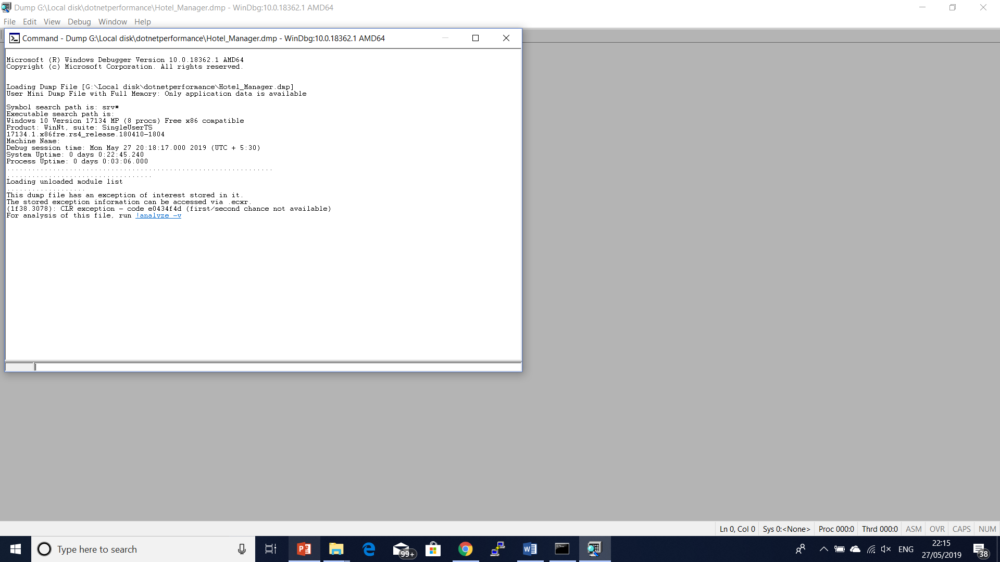 Dump G:\Local disk\dotnetperformance\Hotel_Manager.dmp - WinDbg:10.0.18362.1 AMD64
File Edit View Debug Window Help
Command - Dump G:\Local disk\dotnetperformance\Hotel_Manager.dmp - WinDbg:10.0.18362.1 AMD64
Microsoft (R) Windows Debugger Version 10.0.18362.1 AMD64
Copyright (c) Microsoft Corporation. All rights reserved.
Loading Dump File [G:\Local disk\dotnetperformance\Hotel_Manager.dmp]
User Mini Dump File with Full Memory: Only application data is available
Symbol search path is: srv*
Executable search path is:
Windows 10 Version 17134 MP (8 procs) Free x86 compatible
Product: WinNt, suite: SingleUserTS
17134.1.x86fre.rs4_release.180410-1804
Machine Name:
Debug session time: Mon May 27 20:18:17.000 2019 (UTC + 5:30)
System Uptime: 0 days 0:22:45.240
Process Uptime: 0 days 0:03:06.000
................................................................
...................................
Loading unloaded module list
...................
This dump file has an exception of interest stored in it.
The stored exception information can be accessed via .ecxr.
(1f38.3078): CLR exception - code e0434f4d (first/second chance not available)
For analysis of this file, run !analyze -v
Ln 0, Col 0 Sys 0:<None> Proc 000:0 Thrd 000:0 ASM OVR CAPS NUM
Type here to search
99+
ENG
22:15
27/05/2019
38